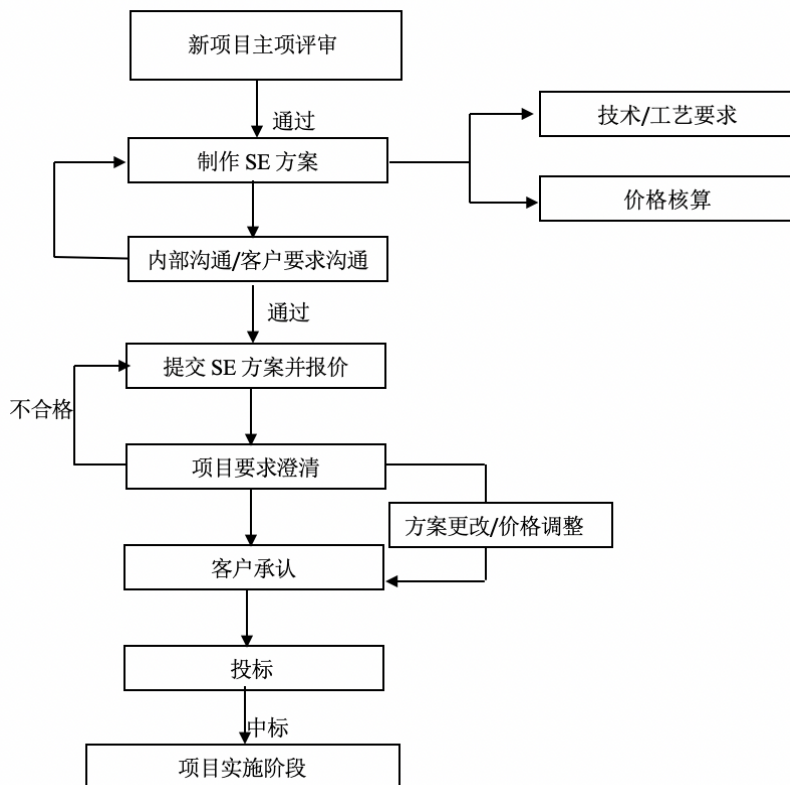 新项目主项评审
通过
技术/工艺要求
制作 SE 方案
价格核算
内部沟通/客户要求沟通
通过
提交 SE 方案并报价
不合格
项目要求澄清
方案更改/价格调整
客户承认
投标
中标
项目实施阶段